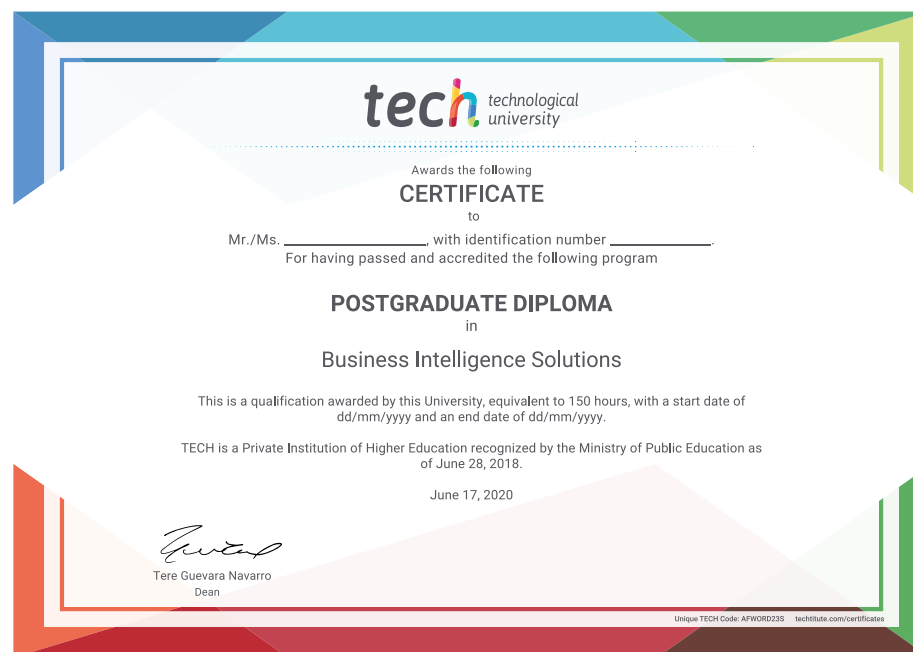 tech technological
university
Awards the following
CERTIFICATE
to
Mr./Ms. ____________________, with identification number ______________.
For having passed and accredited the following program
POSTGRADUATE DIPLOMA
in
Business Intelligence Solutions
This is a qualification awarded by this University, equivalent to 150 hours, with a start date of
dd/mm/yyyy and an end date of dd/mm/yyyy.
TECH is a Private Institution of Higher Education recognized by the Ministry of Public Education as
of June 28, 2018.
June 17, 2020
Tere Guevara Navarro
Dean
Unique TECH Code: AFWORD23S techtitute.com/certificates